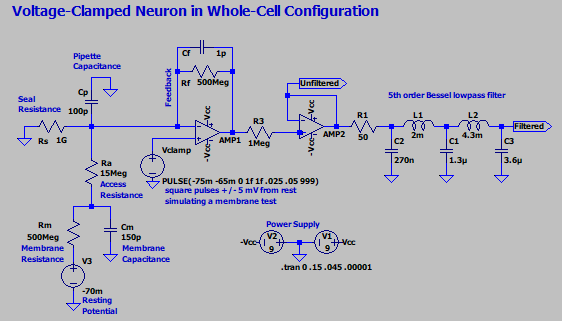 Voltage-Clamped Neuron in Whole-Cell Configuration
Cf
1p
Rf
500Meg
Feedback
Pipette
Capacitance
Cp
100p
Seal
Resistance
Rs
1G
Ra
15Meg
Access
Resistance
Rm
500Meg
Membrane
Resistance
V3
-70m
Resting
Potential
Cm
150p
Membrane
Capacitance
Vclamp
PULSE(-75m -65m 0 1f 1f .025 .05 999)
square pulses +/- 5 mV from rest
simulating a membrane test
-Vcc
Vcc
AMP1
R3
1Meg
Unfiltered
Vcc
-Vcc
AMP2
5th order Bessel lowpass filter
R1
50
L1
2m
L2
4.3m
Filtered
C2
270n
C1
1.3µ
C3
3.6µ
Power Supply
-Vcc
V2
9
V1
9
Vcc
.tran 0 .15 .045 .00001